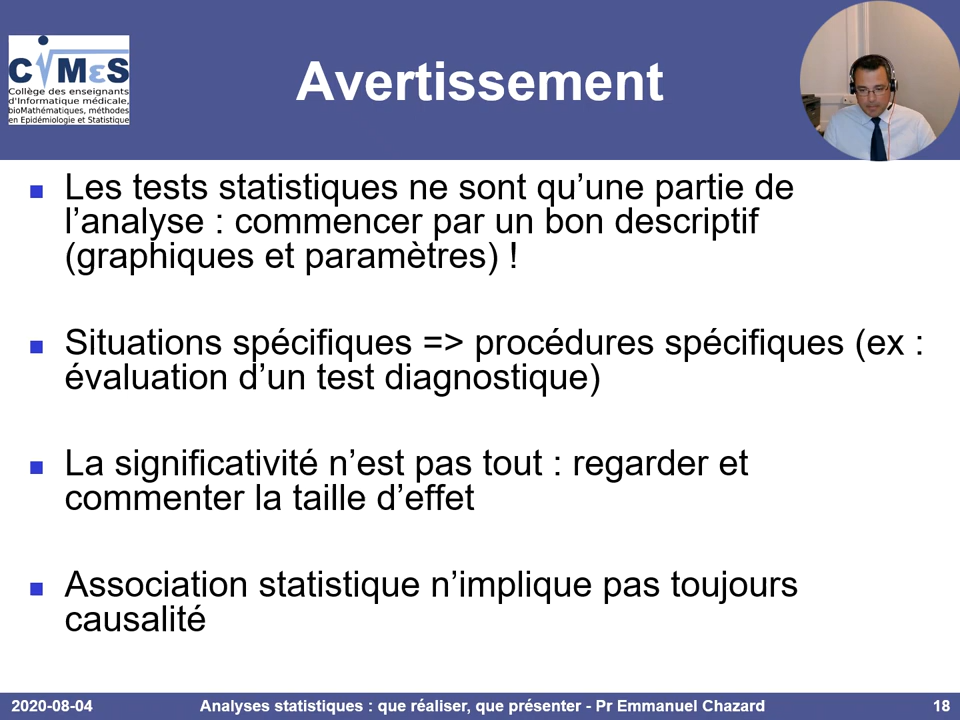 CIMεS
Collège des enseignants
d'Informatique médicale,
bioMathématiques, méthodes
en Epidémiologie et Statistique
Avertissement
Les tests statistiques ne sont qu’une partie de
l’analyse : commencer par un bon descriptif
(graphiques et paramètres) !
Situations spécifiques => procédures spécifiques (ex :
évaluation d’un test diagnostique)
La significativité n’est pas tout : regarder et
commenter la taille d’effet
Association statistique n’implique pas toujours
causalité
2020-08-04
Analyses statistiques : que réaliser, que présenter - Pr Emmanuel Chazard
18